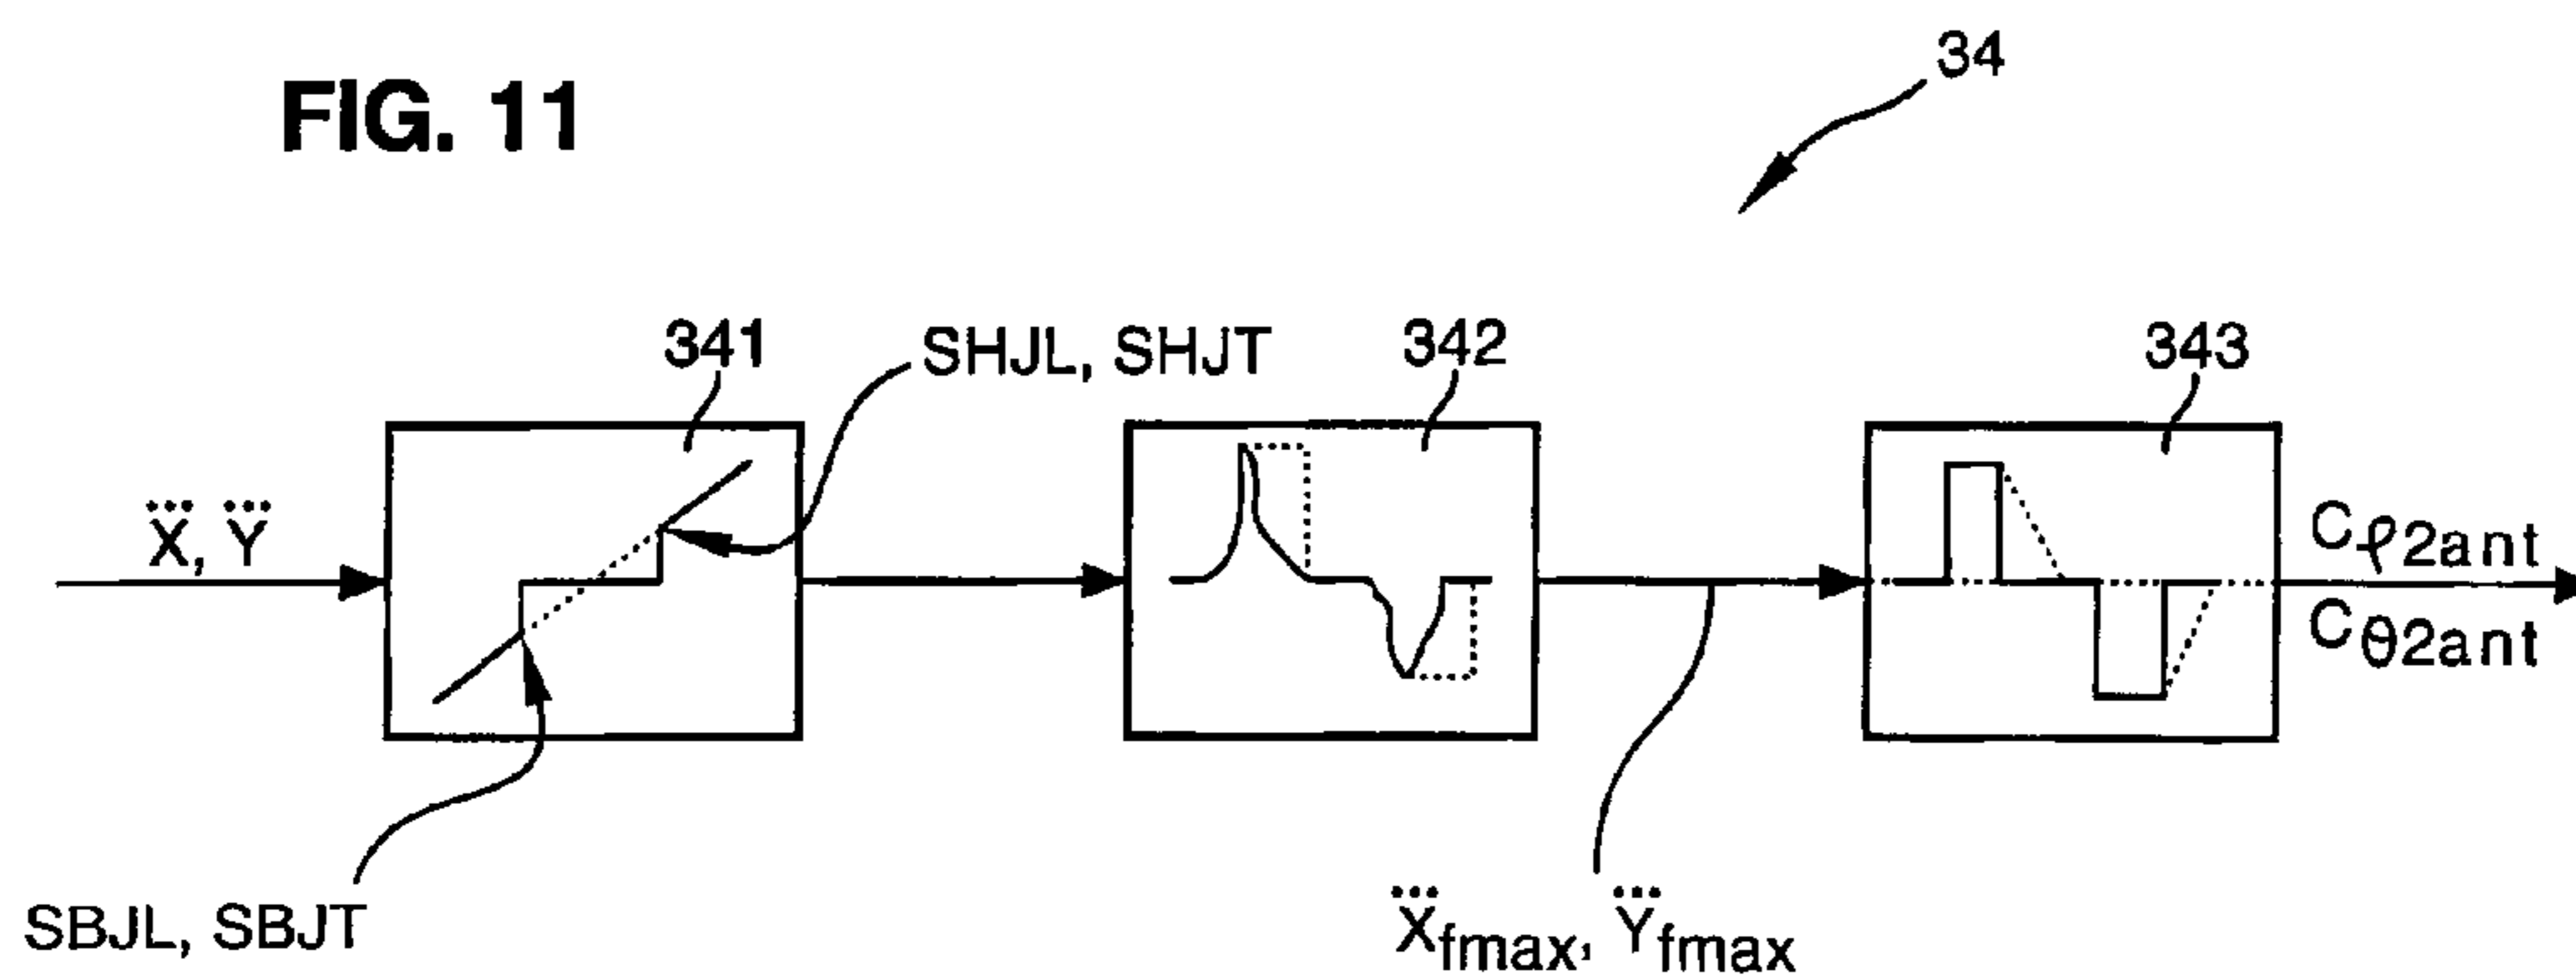 FIG. 11
34
341
SHJL, SHJT
342
343
X⃛, Y⃛
C𝜑2ant
Cθ2ant
SBJL, SBJT
X⃛fmax, Y⃛fmax